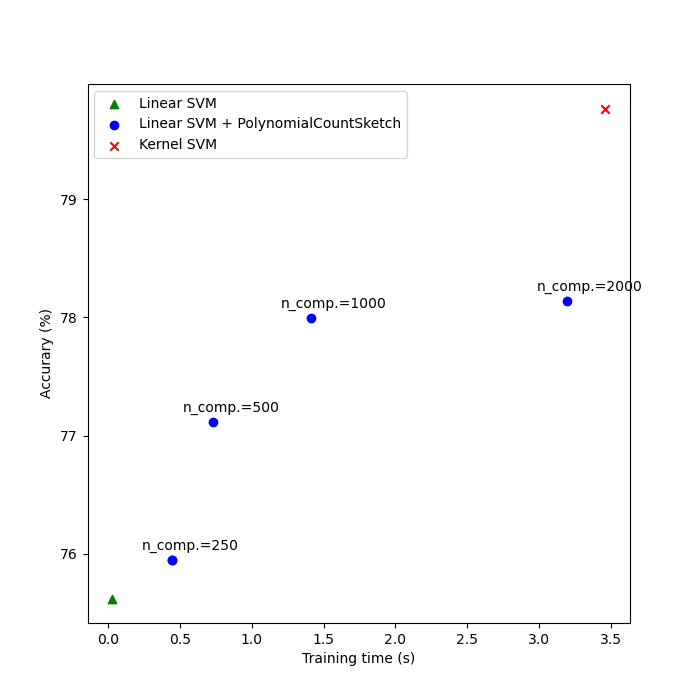 Linear SVM
Linear SVM + PolynomialCountSketch
Kernel SVM
79
n_comp.=2000
n_comp.=1000
78
Accurary (%)
n_comp.=500
77
n_comp.=250
76
0.0 0.5 1.0 1.5 2.0 2.5 3.0 3.5
Training time (s)